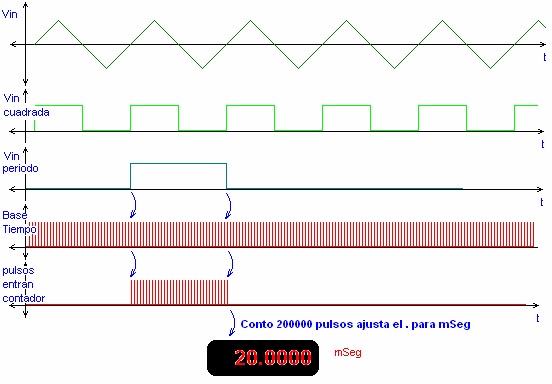 Vin
t
Vin
cuadrada
t
Vin
periodo
t
Base
Tiempo
t
pulsos
entran
contador
t
Conto 200000 pulsos ajusta el . para mSeg
20.0000 mSeg